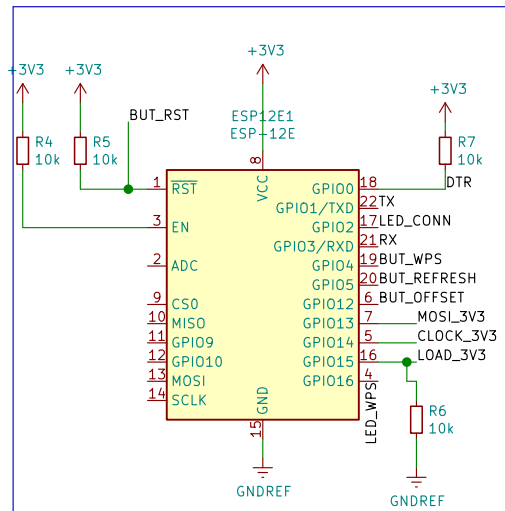 +3V3
+3V3
+3V3
+3V3
BUT_RST
ESP12E1
ESP-12E
R4
10k
R5
10k
R7
10k
8
VCC
1
RST
3
EN
2
ADC
9
CS0
10
MISO
11
GPIO9
12
GPIO10
13
MOSI
14
SCLK
GPIO0
18
DTR
GPIO1/TXD
22
TX
GPIO2
17
LED_CONN
GPIO3/RXD
21
RX
GPIO4
19
BUT_WPS
GPIO5
20
BUT_REFRESH
GPIO12
6
BUT_OFFSET
GPIO13
7
MOSI_3V3
GPIO14
5
CLOCK_3V3
GPIO15
16
LOAD_3V3
GPIO16
4
LED_WPS
GND
15
R6
10k
GNDREF
GNDREF